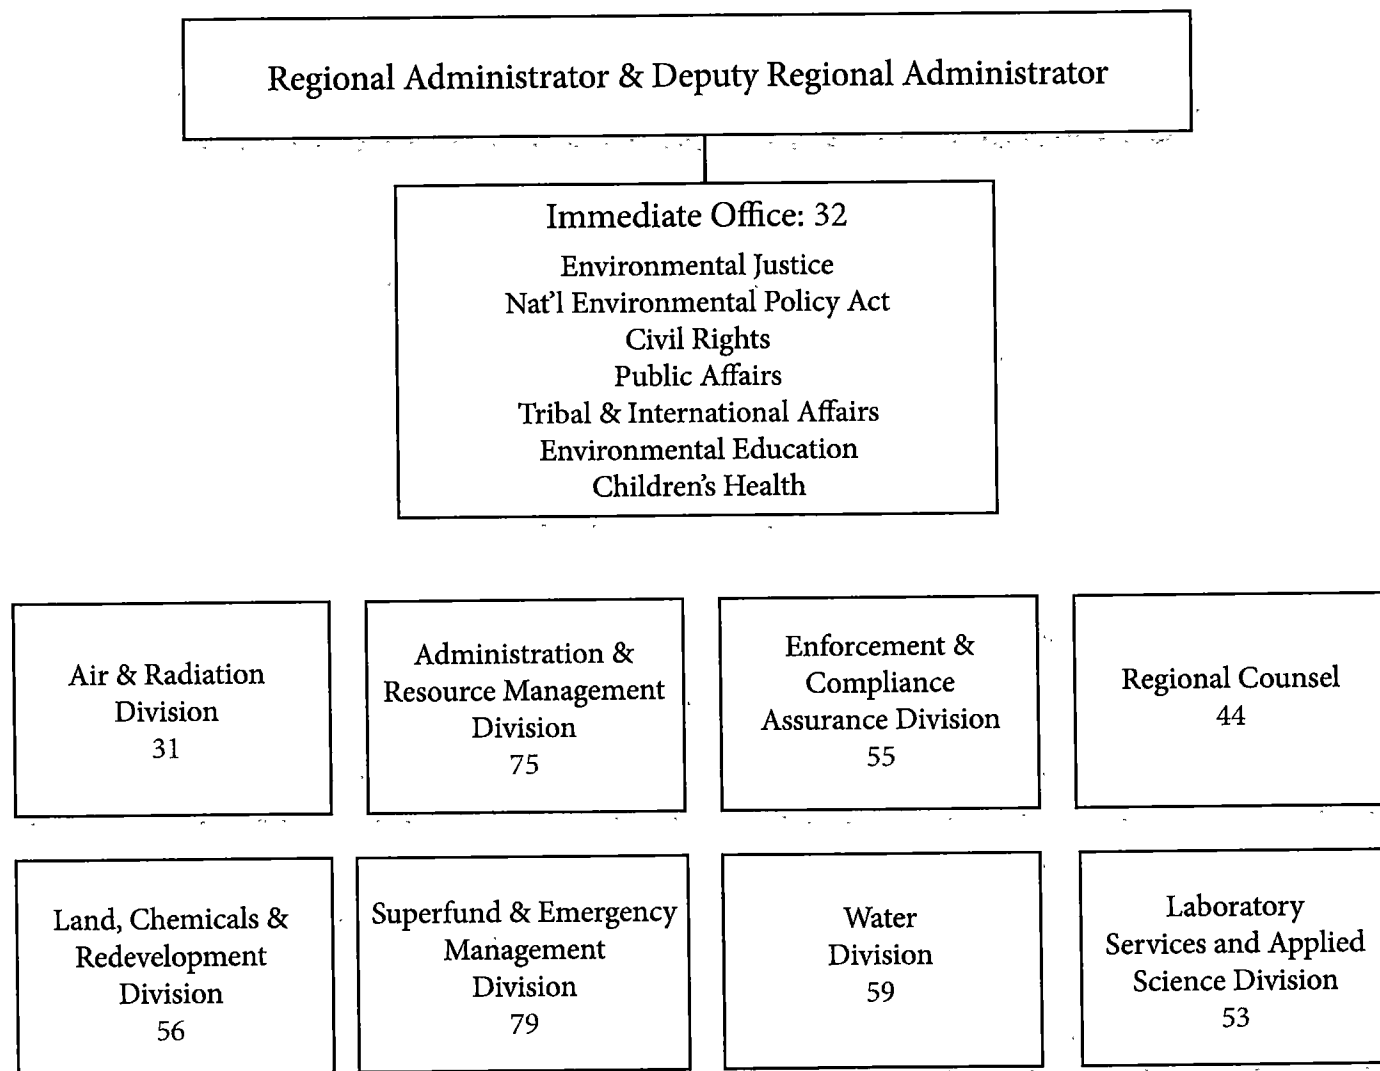 Regional Administrator & Deputy Regional Administrator
Immediate Office: 32
Environmental Justice
Nat'l Environmental Policy Act
Civil Rights
Public Affairs
Tribal & International Affairs
Environmental Education
Children's Health
Air & Radiation
Division
31
Administration &
Resource Management
Division
75
Enforcement &
Compliance
Assurance Division
55
Regional Counsel
44
Land, Chemicals &
Redevelopment
Division
56
Superfund & Emergency
Management
Division
79
Water
Division
59
Laboratory
Services and Applied
Science Division
53